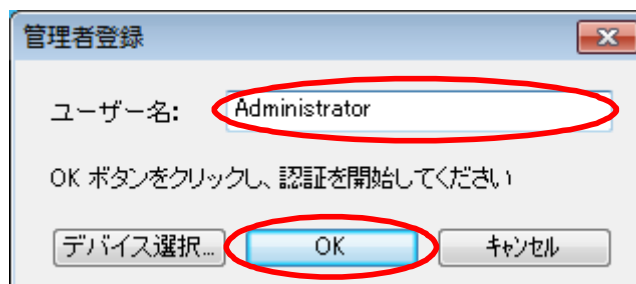 管理者登録
ユーザー名: Administrator
OK ボタンをクリックし、認証を開始してください
デバイス選択... OK キャンセル